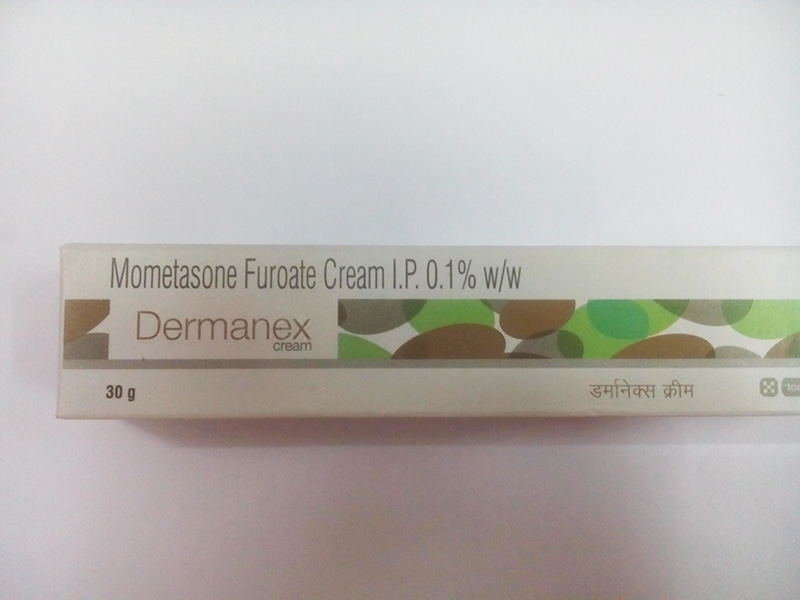 Mometasone Furoate Cream I.P. 0.1% w/w
Dermanex
cream
30 g
डर्मानेक्स क्रीम